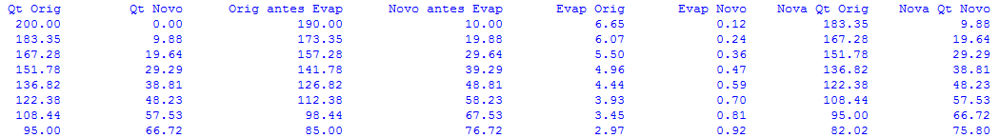 Qt Orig Qt Novo Orig antes Evap Novo antes Evap Evap Orig Evap Novo Nova Qt Orig Nova Qt Novo
200.00 0.00 190.00 10.00 6.65 0.12 183.35 9.88
183.35 9.88 173.35 19.88 6.07 0.24 167.28 19.64
167.28 19.64 157.28 29.64 5.50 0.36 151.78 29.29
151.78 29.29 141.78 39.29 4.96 0.47 136.82 38.81
136.82 38.81 126.82 48.81 4.44 0.59 122.38 48.23
122.38 48.23 112.38 58.23 3.93 0.70 108.44 57.53
108.44 57.53 98.44 67.53 3.45 0.81 95.00 66.72
95.00 66.72 85.00 76.72 2.97 0.92 82.02 75.80